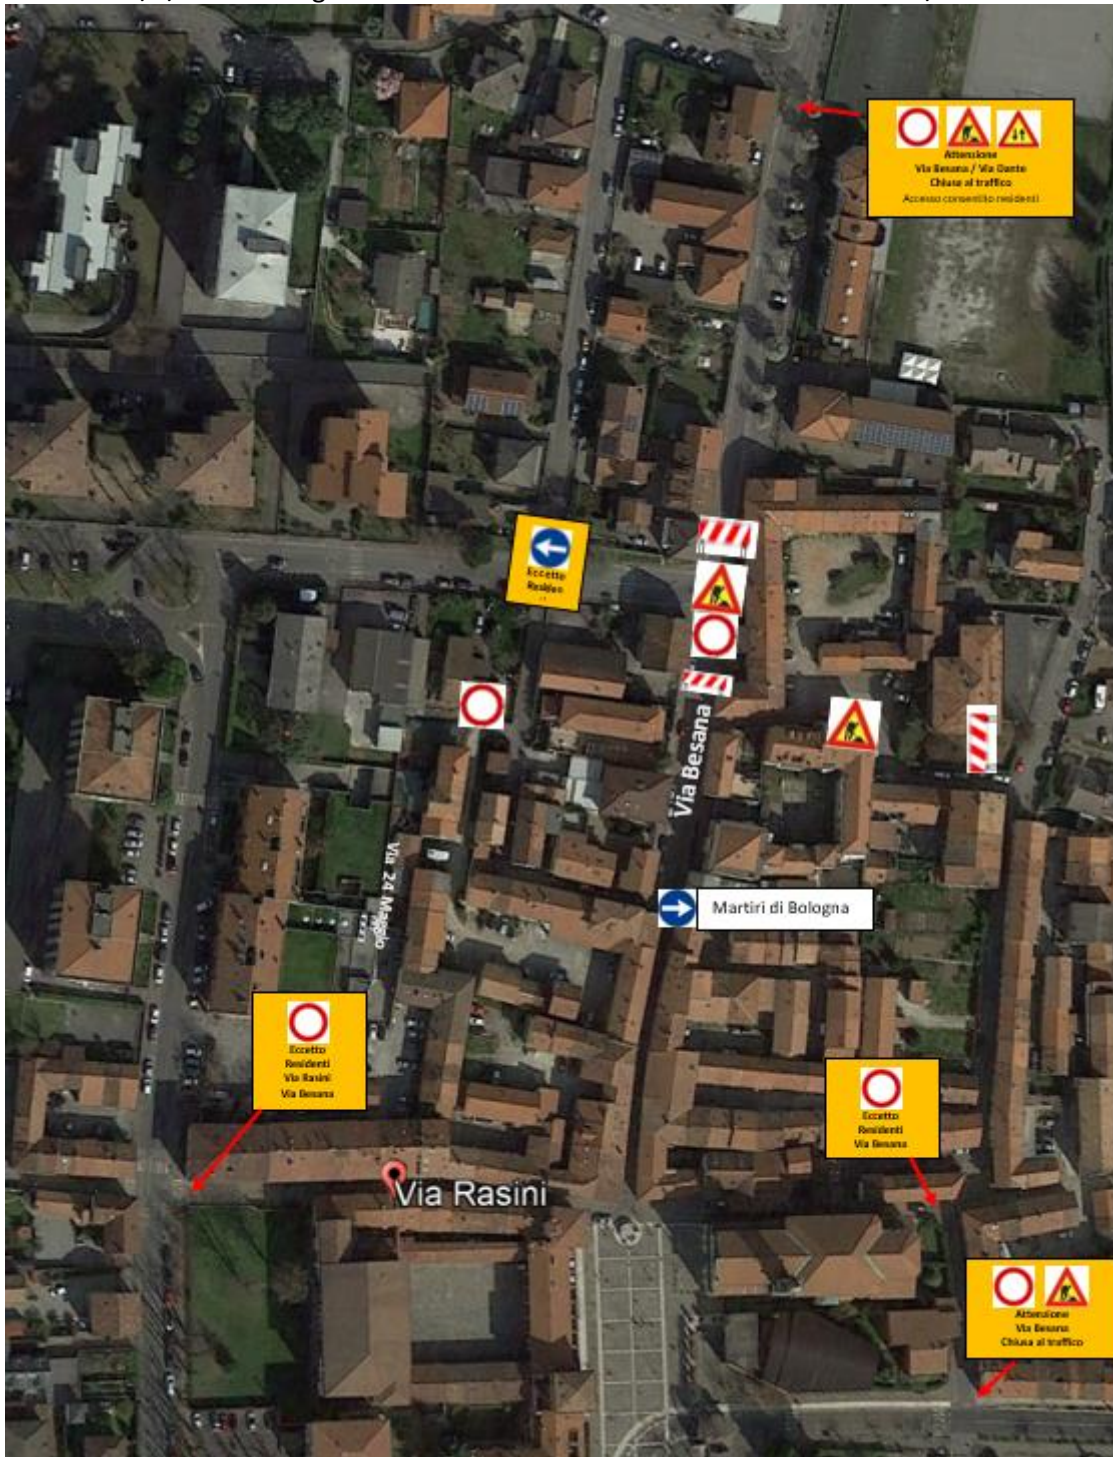 Attenzione
Via Besana / Via Dante
Chiuse al traffico
Accesso consentito residenti
Eccetto
Residen
Via Besana
Via 24 Maggio
Martiri di Bologna
Eccetto
Residenti
Via Rasini
Via Besana
Eccetto
Residenti
Via Besana
Via Rasini
Attenzione
Via Besana
Chiusa al traffico